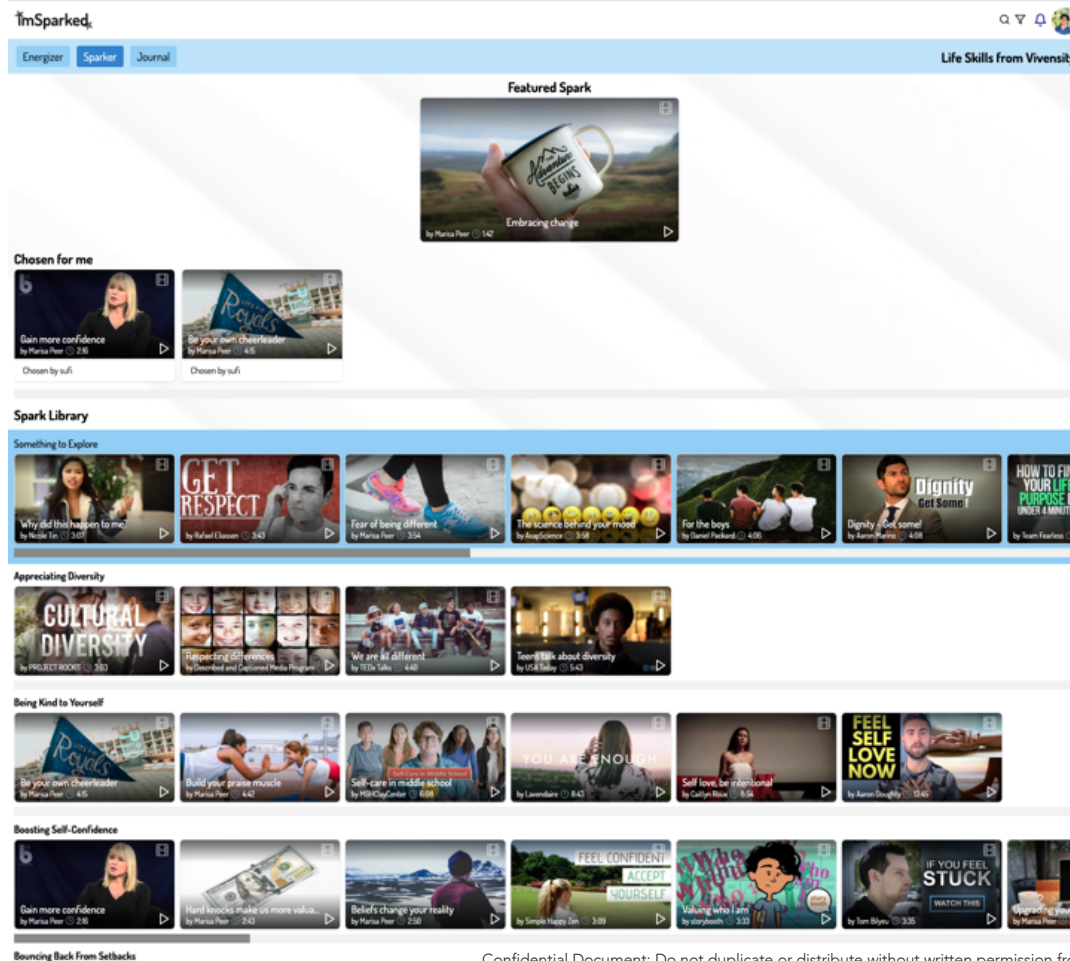 ImSparked
Energizer Sparker Journal Life Skills from Vivensity
Featured Spark
the
Adventure
BEGINS
Embracing change
by Marisa Peer 1:42
Chosen for me
Gain more confidence
by Marisa Peer 2:16
Chosen by sufi
Royals
Be your own cheerleader
by Marisa Peer 4:15
Chosen by sufi
Spark Library
Something to Explore
Why did this happen to me?
by Nicole Tin 3:07
GET
RESPECT
by Rafael Eliassen 3:43
Fear of being different
by Marisa Peer 3:54
The science behind your mood
by AsapScience 3:58
For the boys
by Daniel Packard 4:06
Dignity
Get Some!
Dignity - Get some!
by Aaron Marino 4:08
HOW TO FIN
YOUR LIF
PURPOSE I
UNDER 4 MINUT
by Team Fearless
Appreciating Diversity
CULTURAL
DIVERSITY
by PROJECT ROCKIT 3:03
Respecting differences
by Described and Captioned Media Program
We are all different
by TEDx Talks 4:40
Teens talk about diversity
by USA Today 5:43
Being Kind to Yourself
Royals
Be your own cheerleader
by Marisa Peer 4:15
Build your praise muscle
by Marisa Peer 4:42
Self-Care in Middle School
Self-care in middle school
by MGHClayCenter 6:08
YOU ARE ENOUGH
by Lavendaire 8:43
Self love, be intentional
by Caitlyn Roux 8:54
FEEL
SELF
LOVE
NOW
by Aaron Doughty 13:45
Boosting Self-Confidence
Gain more confidence
by Marisa Peer 2:16
Hard knocks make us more valua...
by Marisa Peer 2:43
Beliefs change your reality
by Marisa Peer 2:50
FEEL CONFIDENT
ACCEPT
YOURSELF
by Simple Happy Zen 3:09
Valuing who I am
by storybooth 3:33
IF YOU FEEL
STUCK
WATCH THIS
by Tom Bilyeu 3:35
Upgrading you
by Marisa Peer
Bouncing Back From Setbacks
Confidential Document: Do not duplicate or distribute without written permission fro